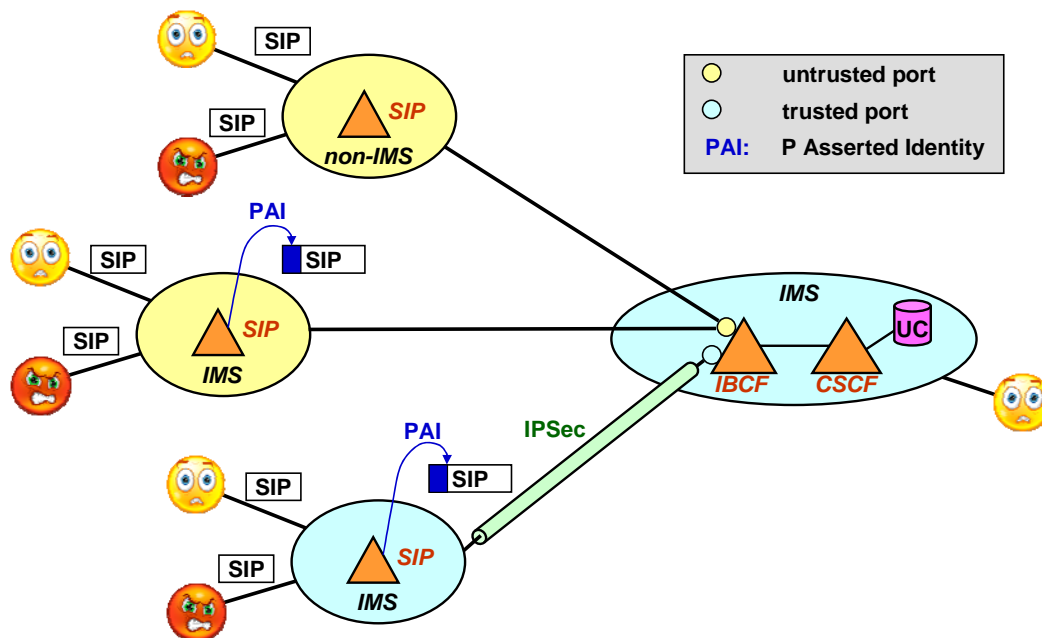 SIP
SIP
SIP
non-IMS
untrusted port
trusted port
PAI: P Asserted Identity
PAI
SIP
SIP
SIP
SIP
IMS
IMS
UC
IBCF
CSCF
IPSec
PAI
SIP
SIP
SIP
SIP
IMS